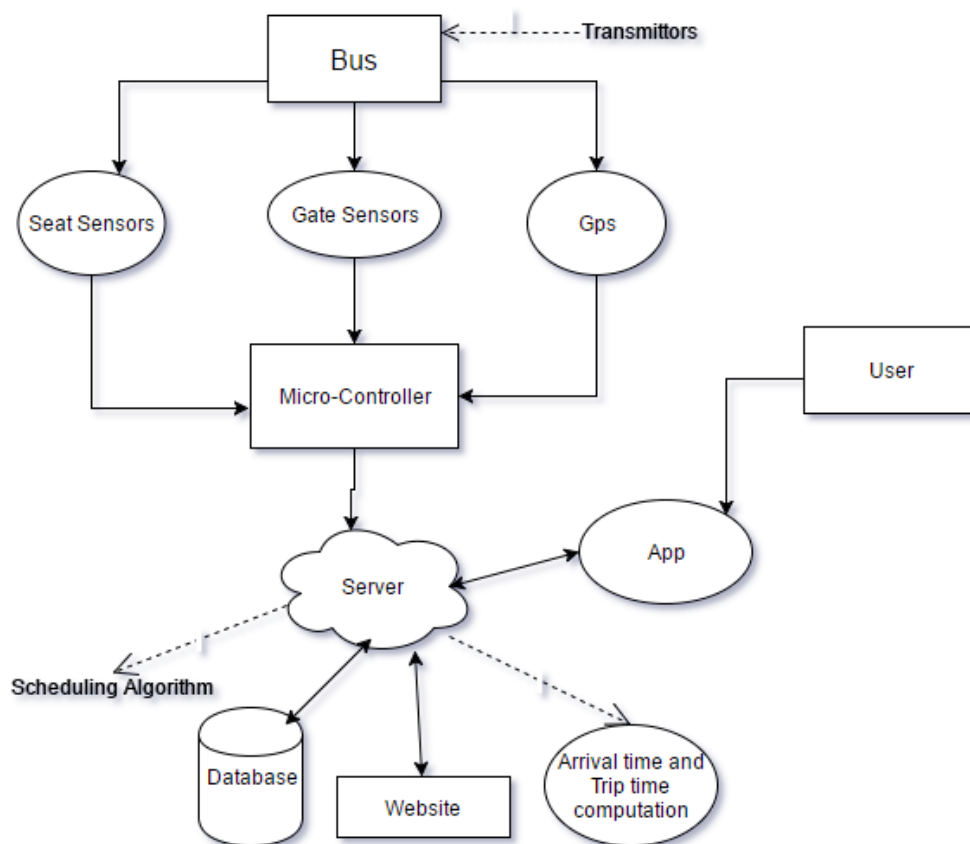 Transmittors
Bus
Seat Sensors
Gate Sensors
Gps
Micro-Controller
User
App
Server
Scheduling Algorithm
Database
Website
Arrival time and
Trip time
computation